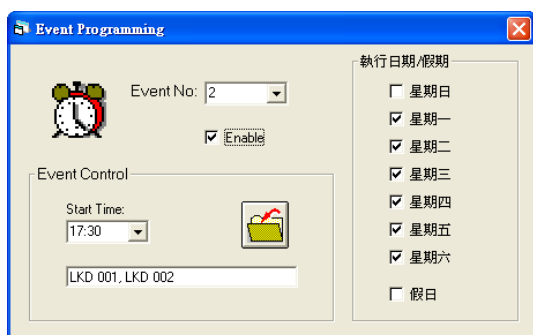 Event Programming
Event No: 2
Enable
Event Control
Start Time:
17:30
LKD 001, LKD 002
執行日期/假期
星期日
星期一
星期二
星期三
星期四
星期五
星期六
假日